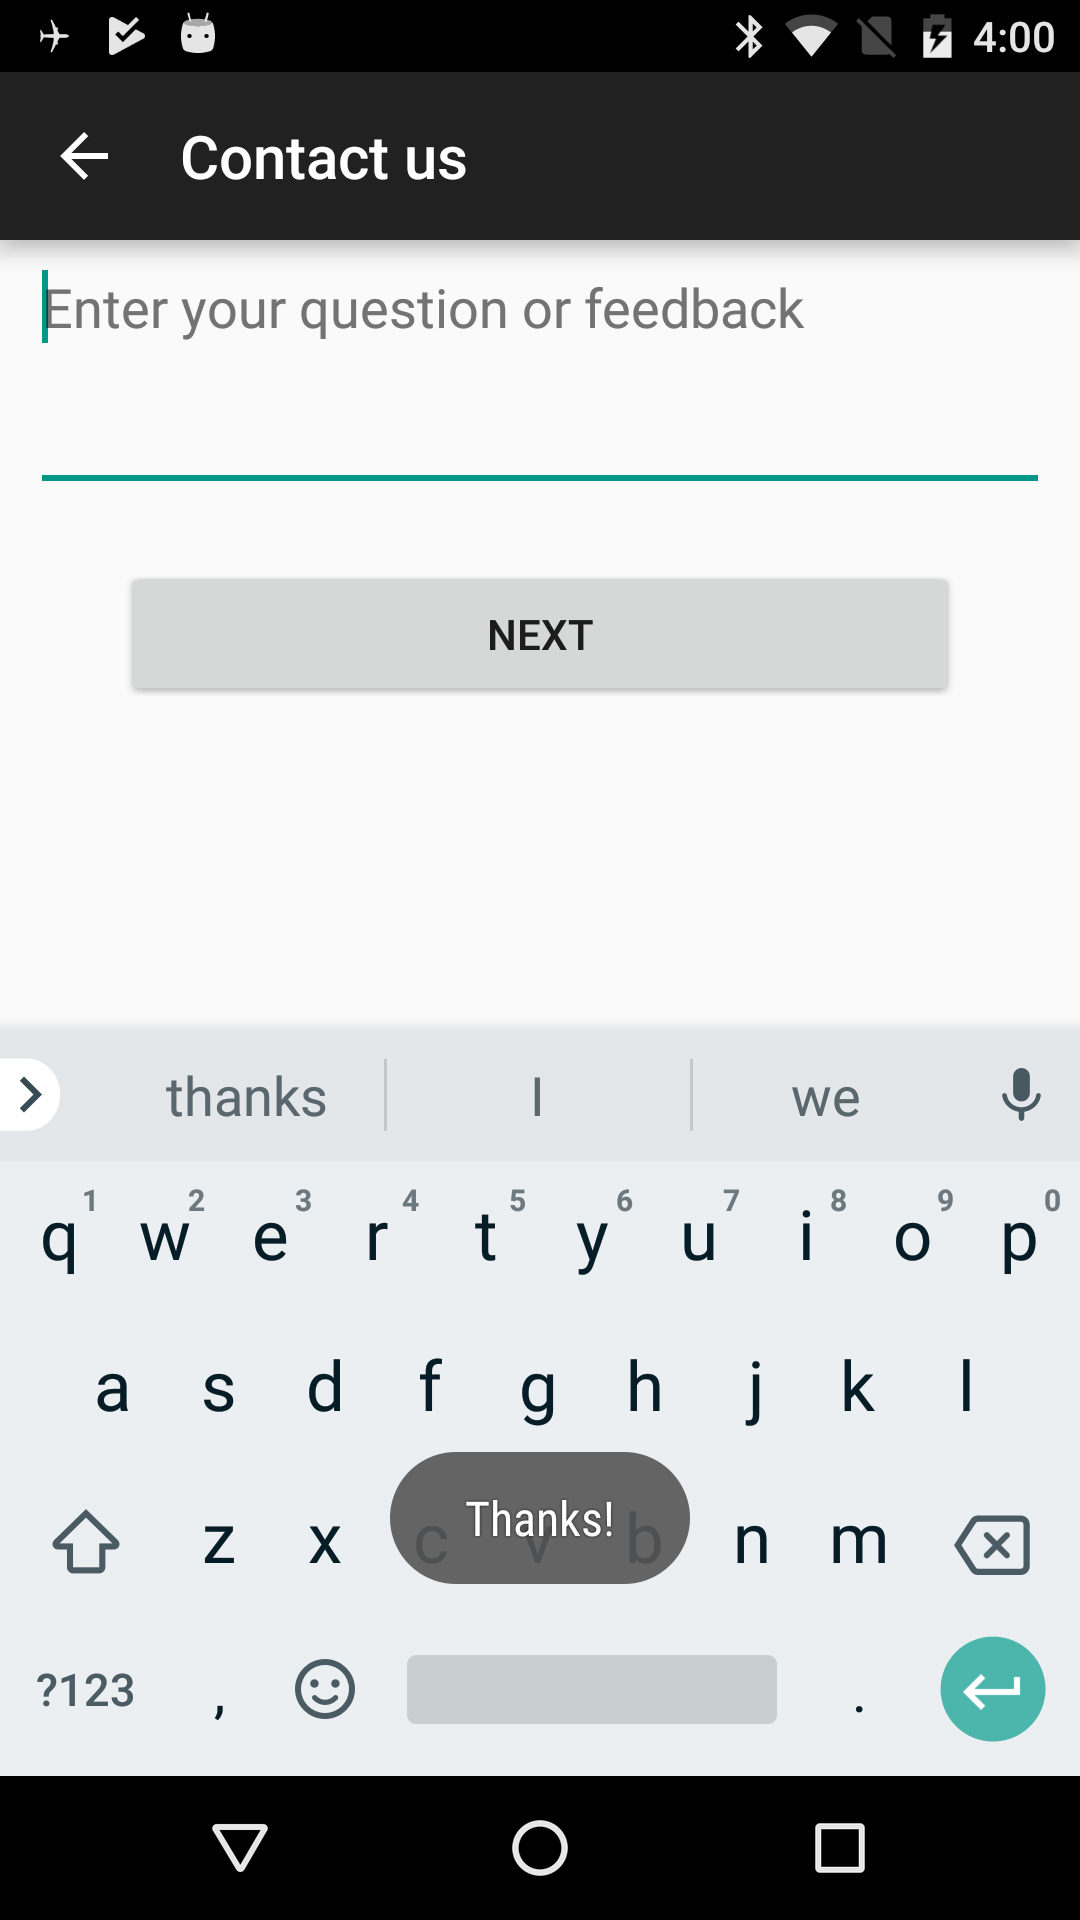 4:00
Contact us
Enter your question or feedback
NEXT
thanks I we
1 2 3 4 5 6 7 8 9 0
q w e r t y u i o p
a s d f g h j k l
z x c v b n m
Thanks!
?123 , .